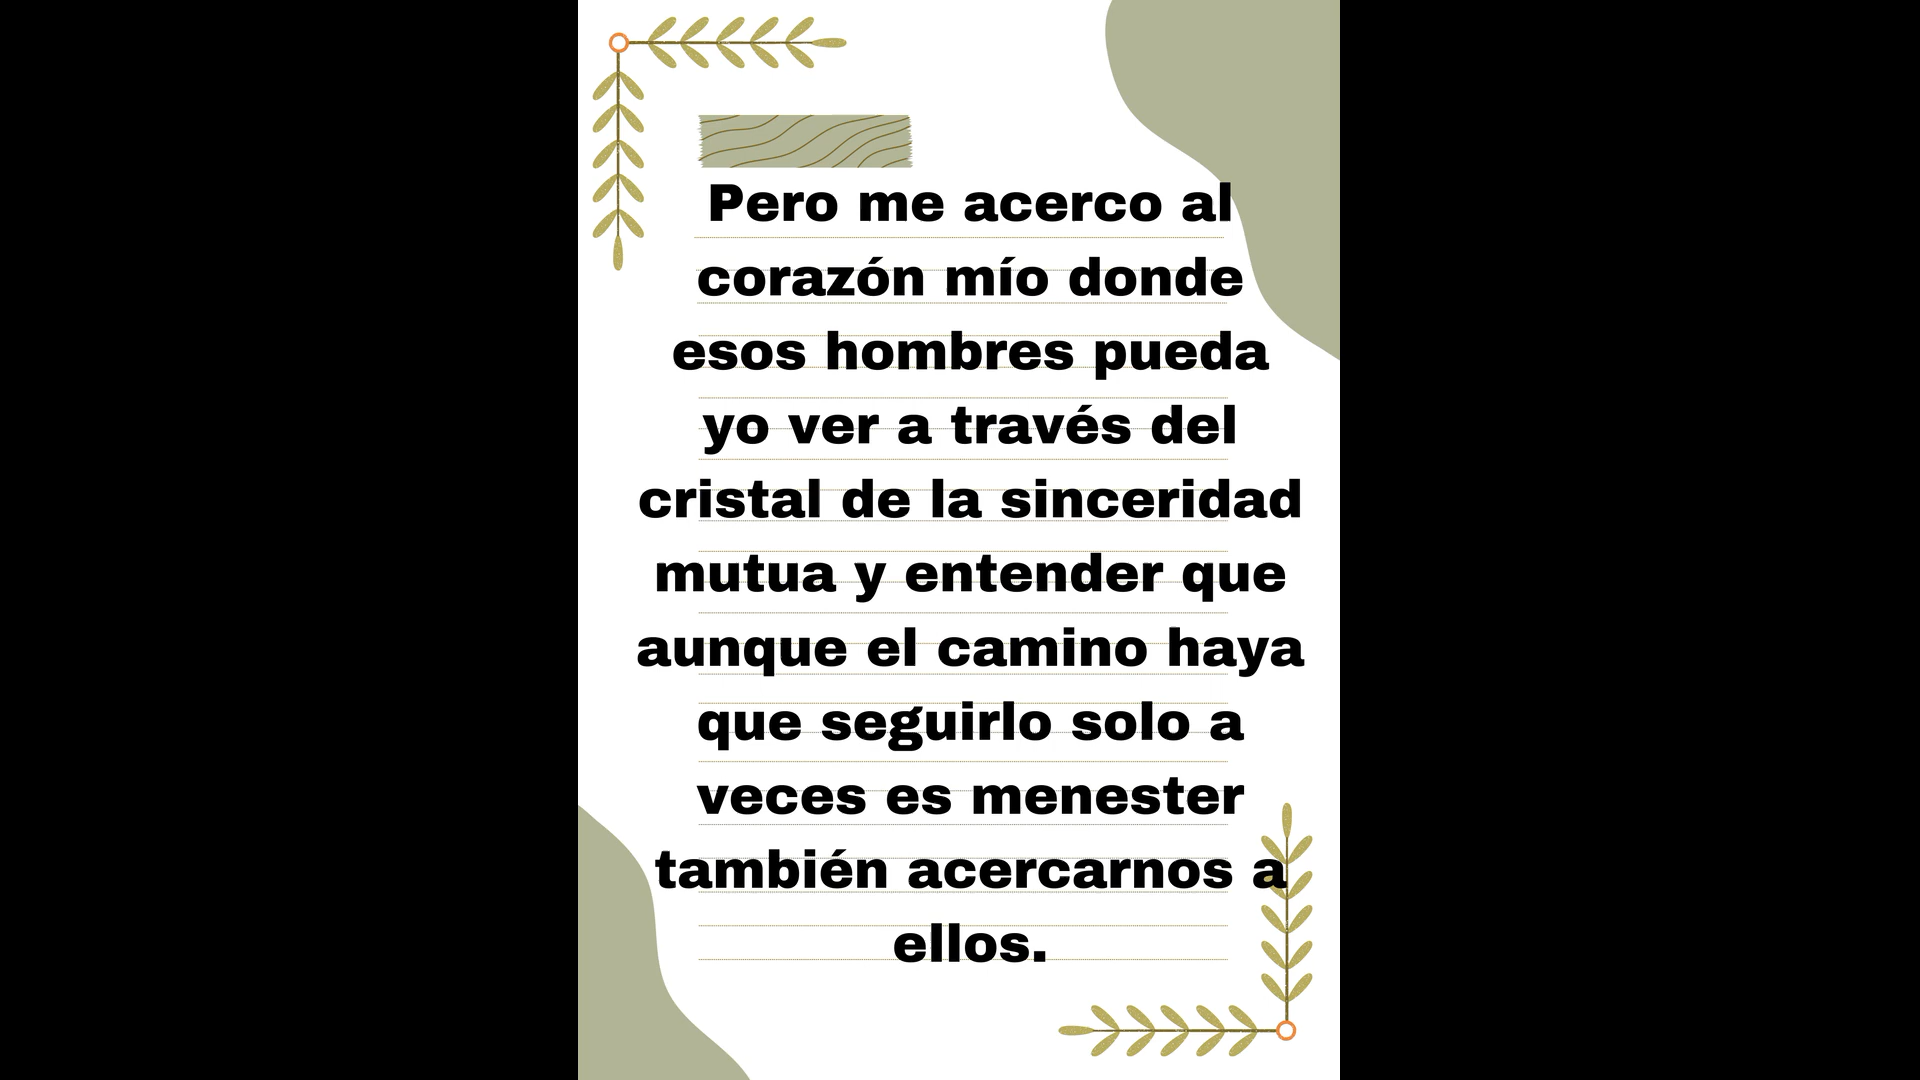 Pero me acerco al
corazón mío donde
esos hombres pueda
yo ver a través del
cristal de la sinceridad
mutua y entender que
aunque el camino haya
que seguirlo solo a
veces es menester
también acercarnos a
ellos.